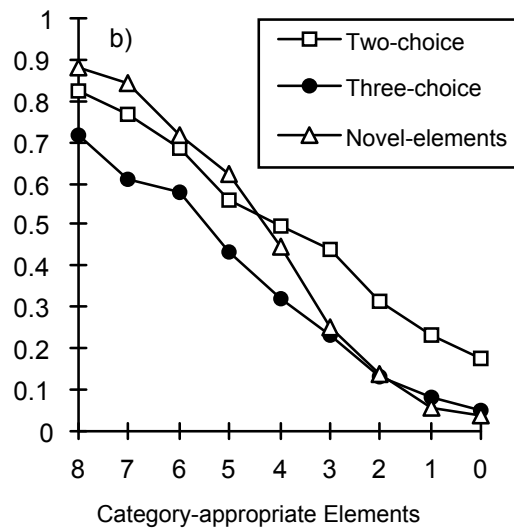 b)
Two-choice
Three-choice
Novel-elements
1
0.9
0.8
0.7
0.6
0.5
0.4
0.3
0.2
0.1
0
8 7 6 5 4 3 2 1 0
Category-appropriate Elements